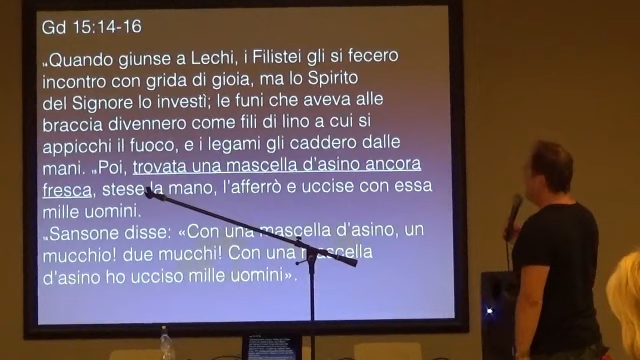 Gd 15:14-16
„Quando giunse a Lechi, i Filistei gli si fecero
incontro con grida di gioia, ma lo Spirito
del Signore lo investì; le funi che aveva alle
braccia divennero come fili di lino a cui si
appicchi il fuoco, e i legami gli caddero dalle
mani. „Poi, trovata una mascella d'asino ancora
fresca, stese la mano, l'afferrò e uccise con essa
mille uomini.
„Sansone disse: «Con una mascella d'asino, un
mucchio! due mucchi! Con una mascella
d'asino ho ucciso mille uomini».